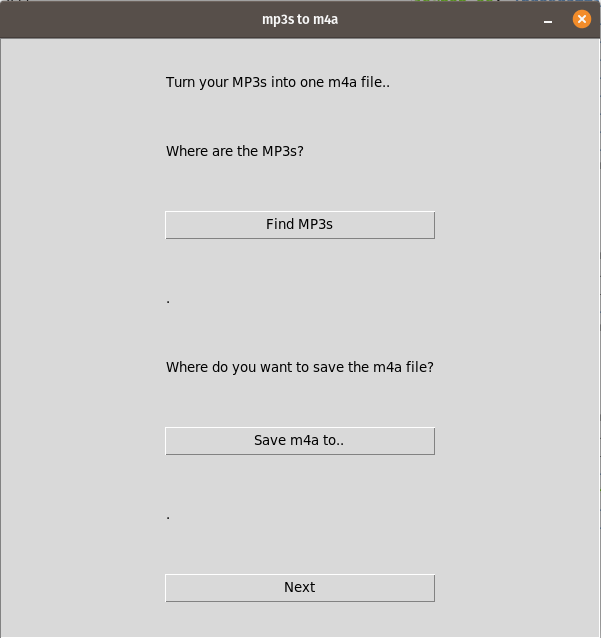 mp3s to m4a
Turn your MP3s into one m4a file..
Where are the MP3s?
Find MP3s
.
Where do you want to save the m4a file?
Save m4a to..
.
Next